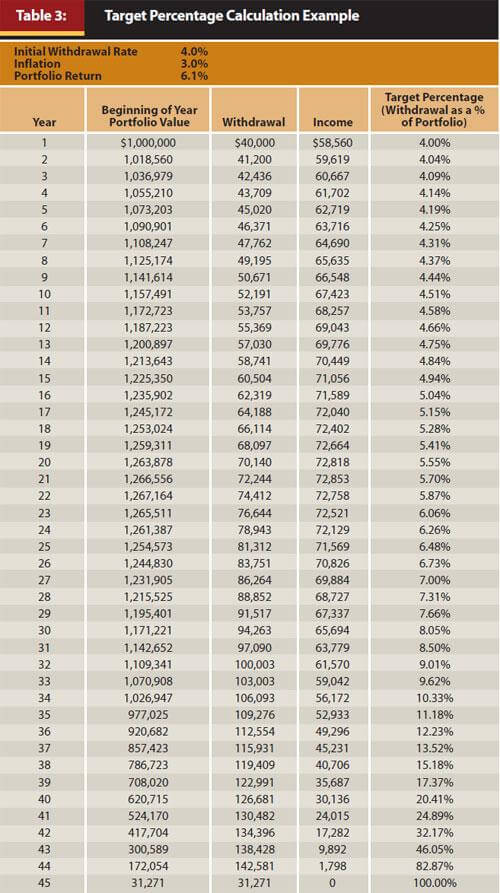 Table 3: Target Percentage Calculation Example
Initial Withdrawal Rate 4.0%
Inflation 3.0%
Portfolio Return 6.1%
Year Beginning of Year Portfolio Value Withdrawal Income Target Percentage (Withdrawal as a % of Portfolio)
1 $1,000,000 $40,000 $58,560 4.00%
2 1,018,560 41,200 59,619 4.04%
3 1,036,979 42,436 60,667 4.09%
4 1,055,210 43,709 61,702 4.14%
5 1,073,203 45,020 62,719 4.19%
6 1,090,901 46,371 63,716 4.25%
7 1,108,247 47,762 64,690 4.31%
8 1,125,174 49,195 65,635 4.37%
9 1,141,614 50,671 66,548 4.44%
10 1,157,491 52,191 67,423 4.51%
11 1,172,723 53,757 68,257 4.58%
12 1,187,223 55,369 69,043 4.66%
13 1,200,897 57,030 69,776 4.75%
14 1,213,643 58,741 70,449 4.84%
15 1,225,350 60,504 71,056 4.94%
16 1,235,902 62,319 71,589 5.04%
17 1,245,172 64,188 72,040 5.15%
18 1,253,024 66,114 72,402 5.28%
19 1,259,311 68,097 72,664 5.41%
20 1,263,878 70,140 72,818 5.55%
21 1,266,556 72,244 72,853 5.70%
22 1,267,164 74,412 72,758 5.87%
23 1,265,511 76,644 72,521 6.06%
24 1,261,387 78,943 72,129 6.26%
25 1,254,573 81,312 71,569 6.48%
26 1,244,830 83,751 70,826 6.73%
27 1,231,905 86,264 69,884 7.00%
28 1,215,525 88,852 68,727 7.31%
29 1,195,401 91,517 67,337 7.66%
30 1,171,221 94,263 65,694 8.05%
31 1,142,652 97,090 63,779 8.50%
32 1,109,341 100,003 61,570 9.01%
33 1,070,908 103,003 59,042 9.62%
34 1,026,947 106,093 56,172 10.33%
35 977,025 109,276 52,933 11.18%
36 920,682 112,554 49,296 12.23%
37 857,423 115,931 45,231 13.52%
38 786,723 119,409 40,706 15.18%
39 708,020 122,991 35,687 17.37%
40 620,715 126,681 30,136 20.41%
41 524,170 130,482 24,015 24.89%
42 417,704 134,396 17,282 32.17%
43 300,589 138,428 9,892 46.05%
44 172,054 142,581 1,798 82.87%
45 31,271 31,271 0 100.00%